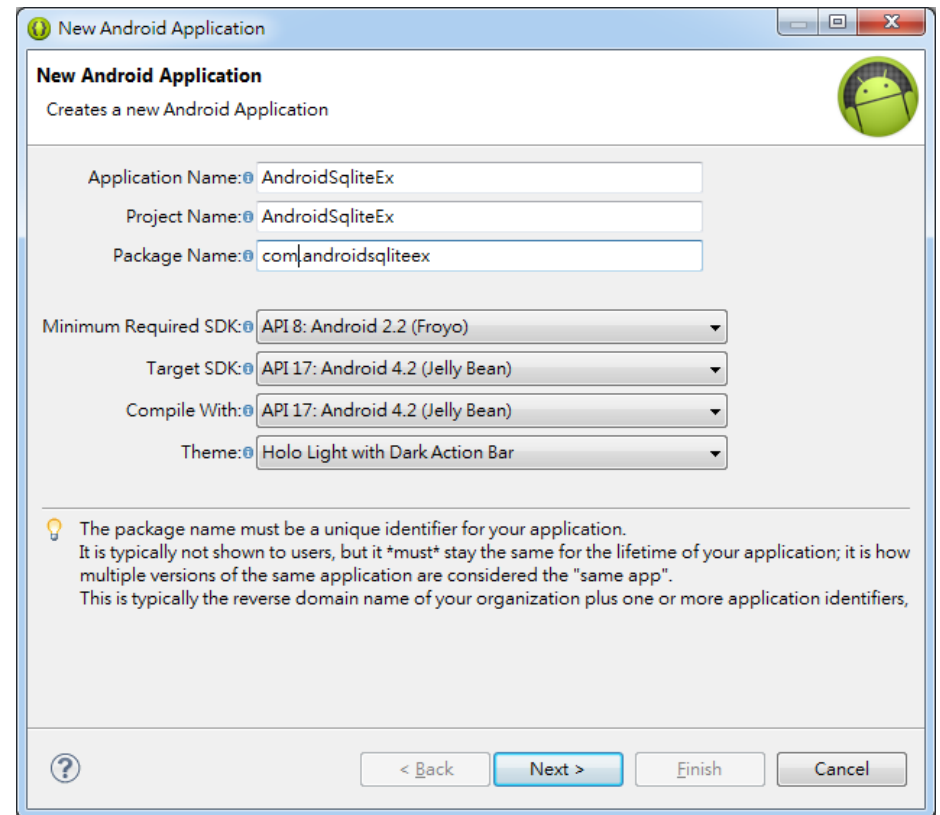 New Android Application
New Android Application
Creates a new Android Application
Application Name: AndroidSqliteEx
Project Name: AndroidSqliteEx
Package Name: com.androidsqliteex
Minimum Required SDK: API 8: Android 2.2 (Froyo)
Target SDK: API 17: Android 4.2 (Jelly Bean)
Compile With: API 17: Android 4.2 (Jelly Bean)
Theme: Holo Light with Dark Action Bar
The package name must be a unique identifier for your application.
It is typically not shown to users, but it *must* stay the same for the lifetime of your application; it is how
multiple versions of the same application are considered the "same app".
This is typically the reverse domain name of your organization plus one or more application identifiers,
? < Back Next > Finish Cancel